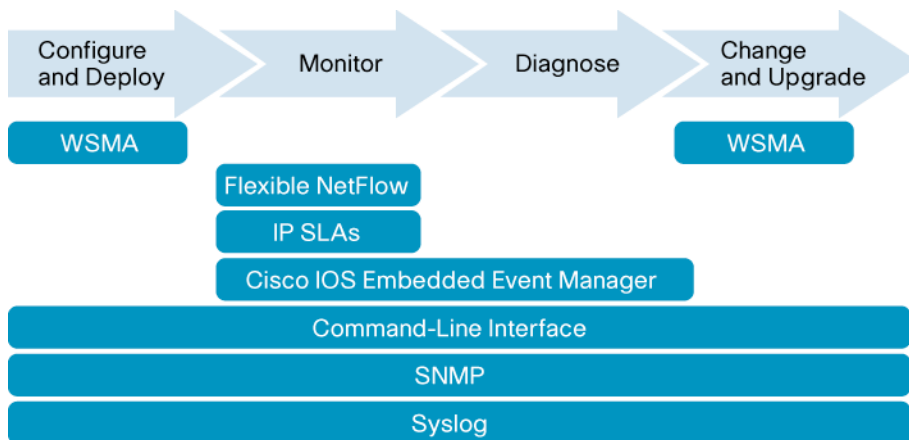 Configure
and Deploy
Monitor
Diagnose
Change
and Upgrade
WSMA
WSMA
Flexible NetFlow
IP SLAs
Cisco IOS Embedded Event Manager
Command-Line Interface
SNMP
Syslog